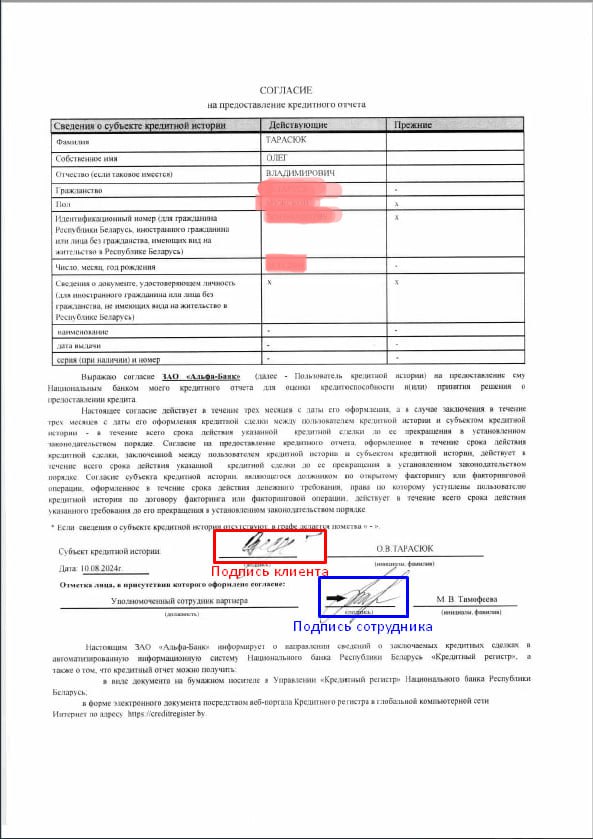 СОГЛАСИЕ
на предоставление кредитного отчета
Сведения о субъекте кредитной истории Действующие Прежние
Фамилия ТАРАСЮК
Собственное имя ОЛЕГ
Отчество (если таковое имеется) ВЛАДИМИРОВИ�ч
Гражданство -
Пол х
Идентификационный номер (для гражданина х
Республики Беларусь, иностранного гражданина
или лица без гражданства, имеющих вид на
жительство в Республике Беларусь)
Число, месяц, год рождения -
Сведения о документе, удостоверяющем личность х х
(для иностранного гражданина или лица без
гражданства, не имеющих вида на жительство в
Республике Беларусь)
наименование - -
дата выдачи - -
серия (при наличии) и номер - -
Выражаю согласие ЗАО «Альфа-Банк» (далее - Пользователь кредитной истории) на предоставление ему
Национальным банком моего кредитного отчета для оценки кредитоспособности и(или) принятия решения о
предоставлении кредита.
Настоящее согласие действует в течение трех месяцев с даты его оформления, а в случае заключения в течение
трех месяцев с даты его оформления кредитной сделки между пользователем кредитной истории и субъектом кредитной
истории - в течение всего срока действия указанной кредитной сделки до ее прекращения в установленном
законодательством порядке. Согласие на предоставление кредитного отчета, оформленное в течение срока действия
кредитной сделки, заключенной между пользователем кредитной истории и субъектом кредитной истории, действует в
течение всего срока действия указанной кредитной сделки до ее прекращения в установленном законодательством
порядке. Согласие субъекта кредитной истории, являющегося должником по открытому факторингу или факторинговой
операции, оформленное в течение срока действия денежного требования, права по которому уступлены пользователю
кредитной истории по договору факторинга или факторинговой операции, действует в течение всего срока действия
указанного требования до его прекращения в установленном законодательством порядке.
* Если сведения о субъекте кредитной истории отсутствуют, в графе делается пометка « - ».
Субъект кредитной истории: О.В.ТАРАСЮК
(подпись) (инициалы, фамилия)
Подпись клиента
Дата: 10.08.2024г.
Отметка лица, в присутствии которого оформлено согласие:
Уполномоченный сотрудник партнера М. В. Тимофеева
(должность) (подпись) (инициалы, фамилия)
Подпись сотрудника
Настоящим ЗАО «Альфа-Банк» информирует о направлении сведений о заключаемых кредитных сделках в
автоматизированную информационную систему Национального банка Республики Беларусь «Кредитный регистр», а
также о том, что кредитный отчет можно получить:
в виде документа на бумажном носителе в Управлении «Кредитный регистр» Национального банка Республики
Беларусь;
в форме электронного документа посредством веб-портала Кредитного регистра в глобальной компьютерной сети
Интернет по адресу https://creditregister.by.